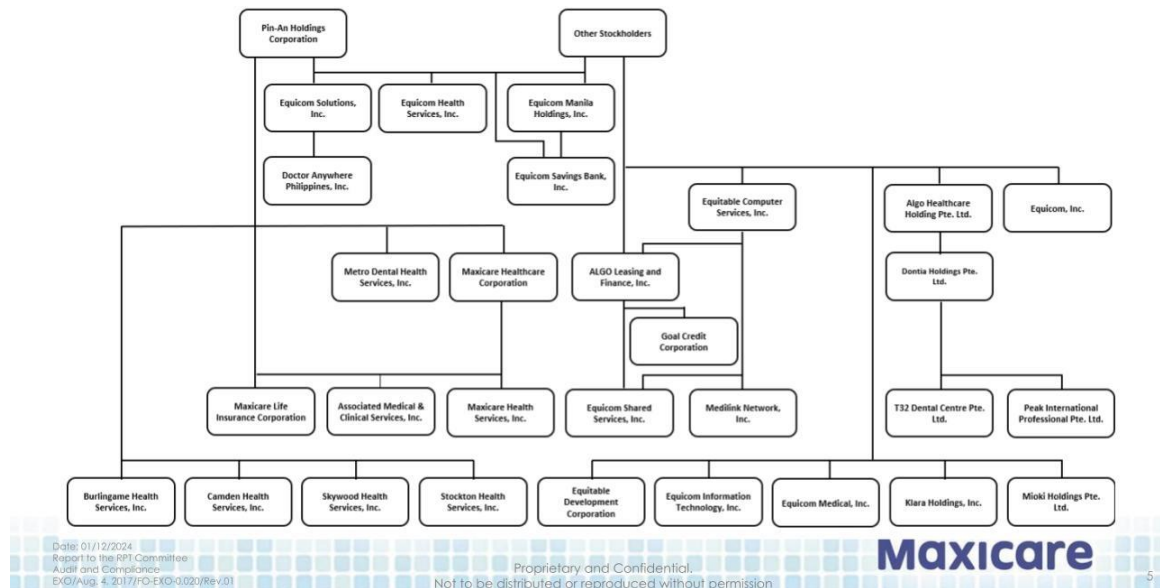 Pin-An Holdings
Corporation
Other Stockholders
Equicom Solutions,
Inc.
Equicom Health
Services, Inc.
Equicom Manila
Holdings, Inc.
Doctor Anywhere
Philippines, Inc.
Equicom Savings Bank,
Inc.
Equitable Computer
Services, Inc.
Algo Healthcare
Holding Pte. Ltd.
Equicom, Inc.
Metro Dental Health
Services, Inc.
Maxicare Healthcare
Corporation
ALGO Leasing and
Finance, Inc.
Dontia Holdings Pte.
Ltd.
Goal Credit
Corporation
Maxicare Life
Insurance Corporation
Associated Medical &
Clinical Services, Inc.
Maxicare Health
Services, Inc.
Equicom Shared
Services, Inc.
Medilink Network,
Inc.
T32 Dental Centre Pte.
Ltd.
Peak International
Professional Pte. Ltd.
Burlingame Health
Services, Inc.
Camden Health
Services, Inc.
Skywood Health
Services, Inc.
Stockton Health
Services, Inc.
Equitable
Development
Corporation
Equicom Information
Technology, Inc.
Equicom Medical, Inc.
Klara Holdings, Inc.
Mioki Holdings Pte.
Ltd.
Date: 01/12/2024
Report to the RPT Committee
Audit and Compliance
EXO/Aug. 4. 2017/FO-EXO-0.020/Rev.01
Proprietary and Confidential.
Not to be distributed or reproduced without permission
Maxicare
5